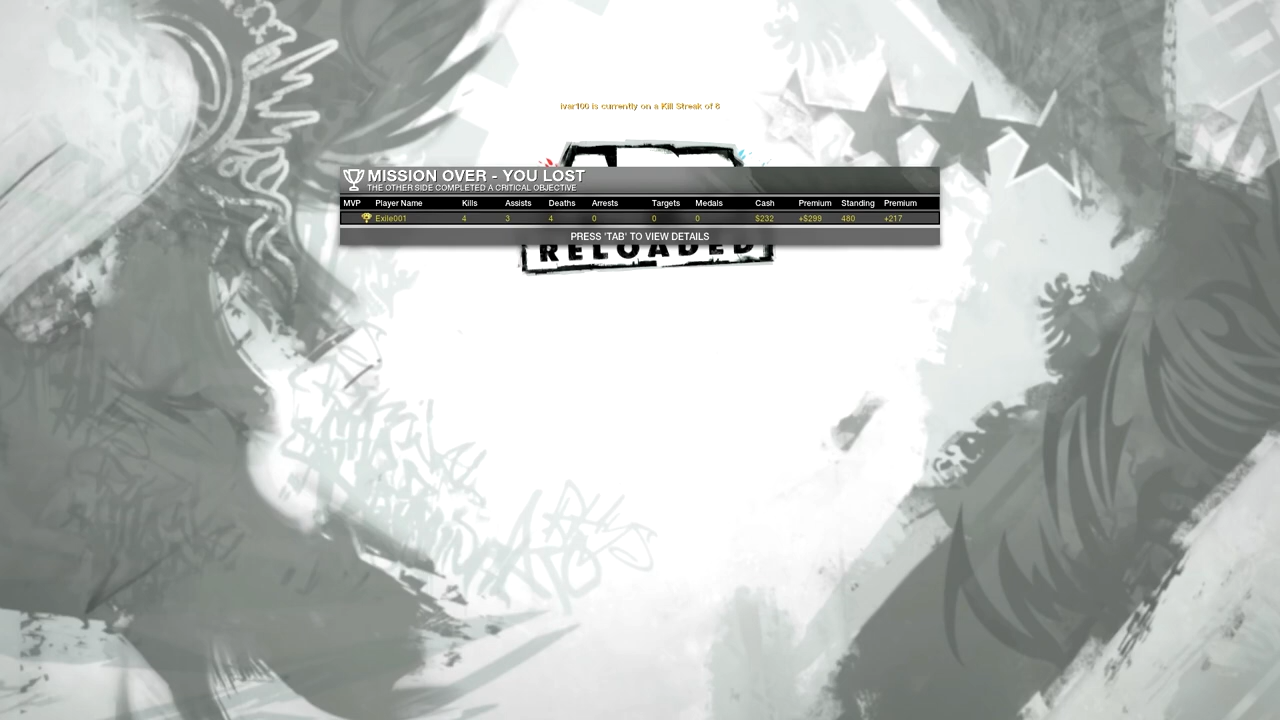 ivar100 is currently on a Kill Streak of 6
MISSION OVER - YOU LOST
THE OTHER SIDE COMPLETED A CRITICAL OBJECTIVE
MVP Player Name Kills Assists Deaths Arrests Targets Medals Cash Premium Standing Premium
Exile001 4 3 4 0 0 0 $232 +$299 480 +217
PRESS 'TAB' TO VIEW DETAILS
RELOADED